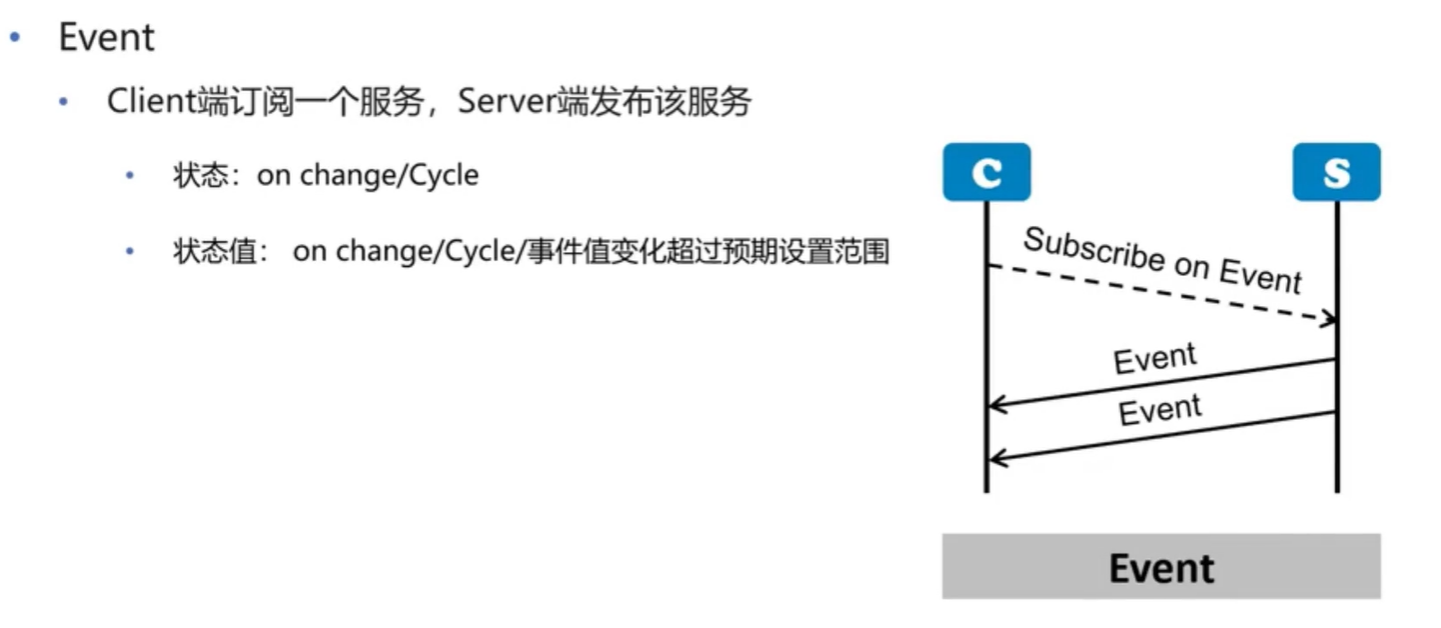 Event
Client端订阅一个服务，Server端发布该服务
状态：on change/Cycle
状态值： on change/Cycle/事件值变化超过预期设置范围
C
S
Subscribe on Event
Event
Event
Event